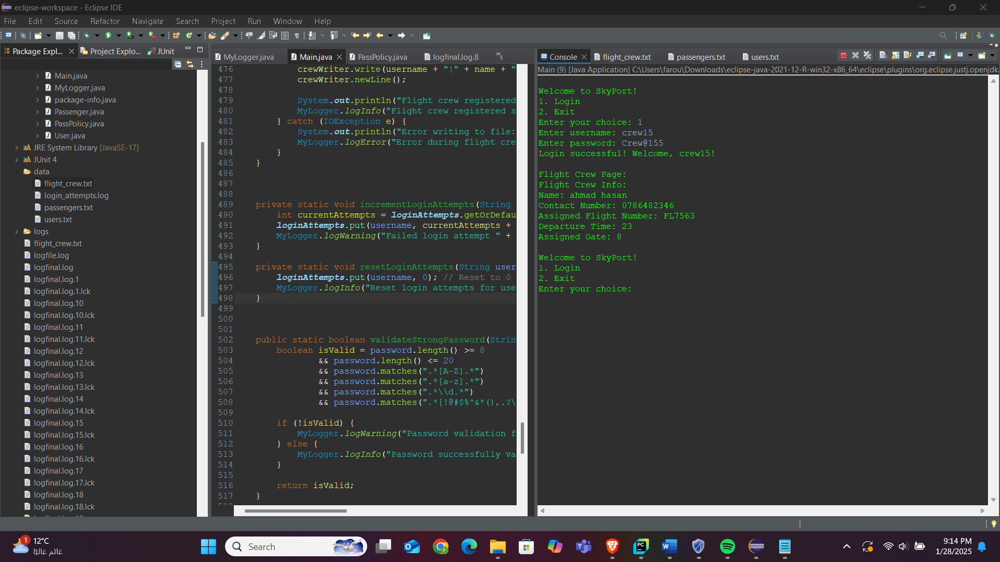 eclipse-workspace - Eclipse IDE
File Edit Source Refactor Navigate Search Project Run Window Help
Package Expl... Project Explo... JUnit
Main.java
MyLogger.java
package-info.java
Passenger.java
PassPolicy.java
User.java
JRE System Library [JavaSE-17]
JUnit 4
data
flight_crew.txt
login_attempts.log
passengers.txt
users.txt
logs
flight_crew.txt
logfile.log
logfinal.log
logfinal.log.1
logfinal.log.1.lck
logfinal.log.10
logfinal.log.10.lck
logfinal.log.11
logfinal.log.11.lck
logfinal.log.12
logfinal.log.12.lck
logfinal.log.13
logfinal.log.13.lck
logfinal.log.14
logfinal.log.14.lck
logfinal.log.15
logfinal.log.15.lck
logfinal.log.16
logfinal.log.16.lck
logfinal.log.17
logfinal.log.17.lck
logfinal.log.18
logfinal.log.18.lck
MyLogger.java Main.java PassPolicy.java logfinal.log.8 »5
476 crewWriter.write(username + "|" + name + "
477 crewWriter.newLine();
478
479 System.out.println("Flight crew registered
480 MyLogger.logInfo("Flight crew registered s
481 } catch (IOException e) {
482 System.out.println("Error writing to file:
483 MyLogger.logError("Error during flight cre
484 }
485 }
486
487
488
489 private static void incrementLoginAttempts(String
490 int currentAttempts = loginAttempts.getOrDefau
491 loginAttempts.put(username, currentAttempts +
492 MyLogger.logWarning("Failed login attempt " +
493 }
494
495 private static void resetLoginAttempts(String user
496 loginAttempts.put(username, 0); // Reset to 0
497 MyLogger.logInfo("Reset login attempts for use
498 }
499
500
501
502 public static boolean validateStrongPassword(Strin
503 boolean isValid = password.length() >= 8
504 && password.length() <= 20
505 && password.matches(".*[A-Z].*")
506 && password.matches(".*[a-z].*")
507 && password.matches(".*\\d.*")
508 && password.matches(".*[!@#$%^&*(),.?\
509
510 if (!isValid) {
511 MyLogger.logWarning("Password validation f
512 } else {
513 MyLogger.logInfo("Password successfully va
514 }
515
516 return isValid;
517 }
Console flight_crew.txt passengers.txt users.txt
Main (9) [Java Application] C:\Users\farou\Downloads\eclipse-java-2021-12-R-win32-x86_64\eclipse\plugins\org.eclipse.justj.openjdk.
Welcome to SkyPort!
1. Login
2. Exit
Enter your choice: 1
Enter username: crew15
Enter password: Crew@155
Login successful! Welcome, crew15!
Flight Crew Page:
Flight Crew Info:
Name: ahmad hasan
Contact Number: 0786482346
Assigned Flight Number: FL7563
Departure Time: 23
Assigned Gate: 8
Welcome to SkyPort!
1. Login
2. Exit
Enter your choice:
1
12°C
غائم غالبًا
Search
9:14 PM
1/28/2025